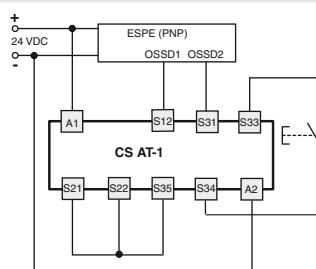 +
ESPE (PNP)
24 VDC
OSSD1 OSSD2
-
A1 S12 S31 S33
CS AT-1
S21 S22 S35 S34 A2